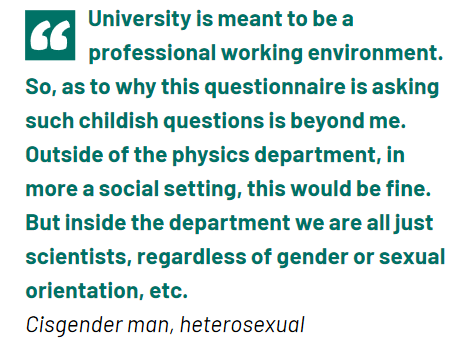 ❝ University is meant to be a
professional working environment.
So, as to why this questionnaire is asking
such childish questions is beyond me.
Outside of the physics department, in
more a social setting, this would be fine.
But inside the department we are all just
scientists, regardless of gender or sexual
orientation, etc.
Cisgender man, heterosexual